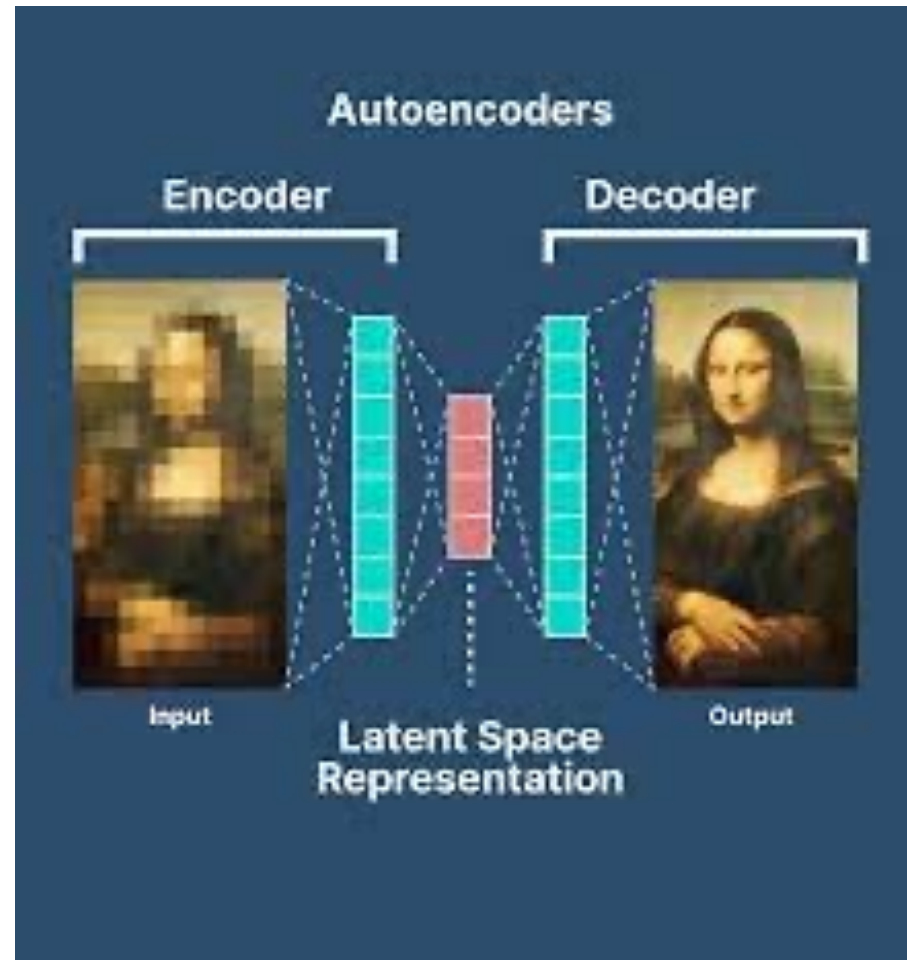 Autoencoders
Encoder
Decoder
Input
Output
Latent Space
Representation